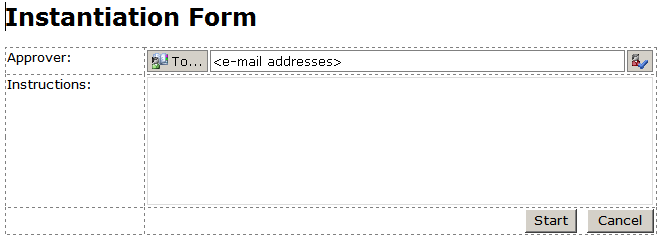 Instantiation Form
Approver:
To...
<e-mail addresses>
Instructions:
Start
Cancel